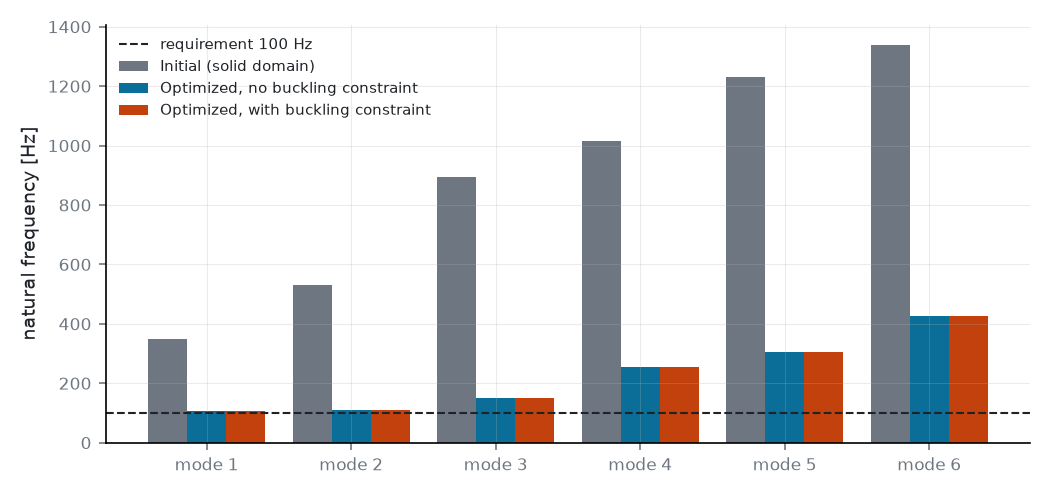 requirement 100 Hz
Initial (solid domain)
Optimized, no buckling constraint
Optimized, with buckling constraint
natural frequency [Hz]
1400
1200
1000
800
600
400
200
0
mode 1 mode 2 mode 3 mode 4 mode 5 mode 6